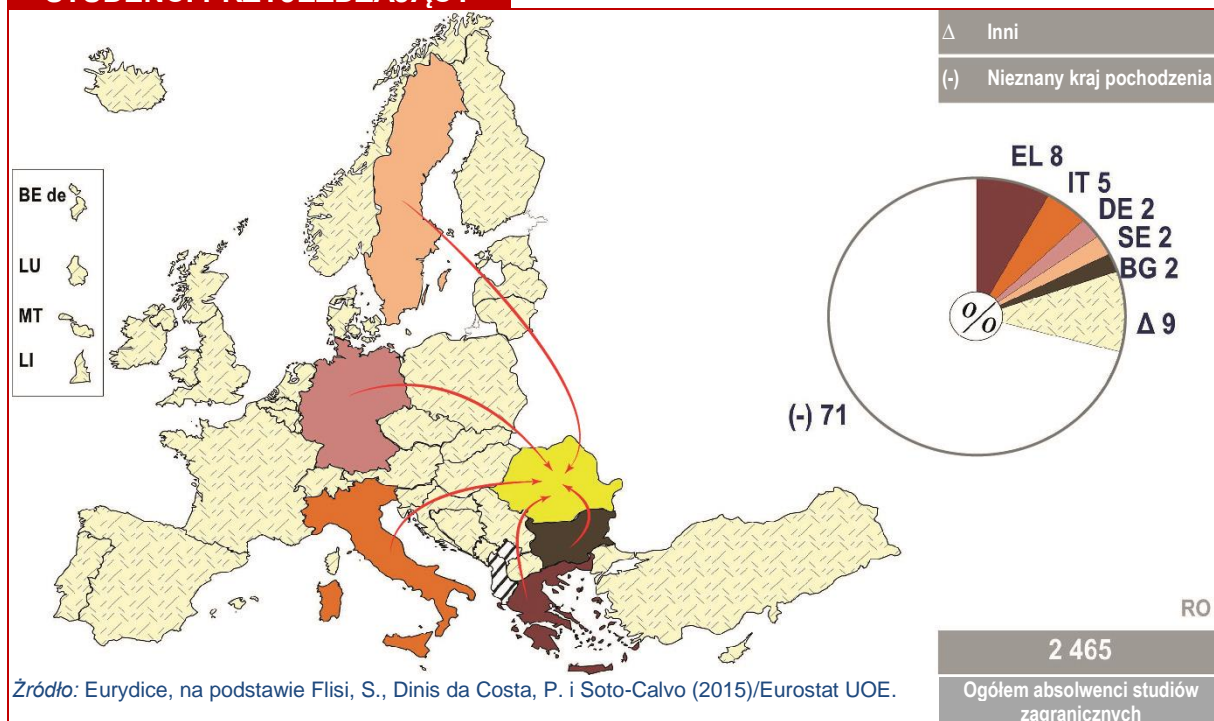 STUDENCI PRZYJEŻDŻAJĄCY
Δ Inni
(-) Nieznany kraj pochodzenia
BE de
LU
MT
LI
EL 8
IT 5
DE 2
SE 2
BG 2
Δ 9
(-) 71
%
RO
2 465
Ogółem absolwenci studiów
zagranicznych
Źródło: Eurydice, na podstawie Flisi, S., Dinis da Costa, P. i Soto-Calvo (2015)/Eurostat UOE.